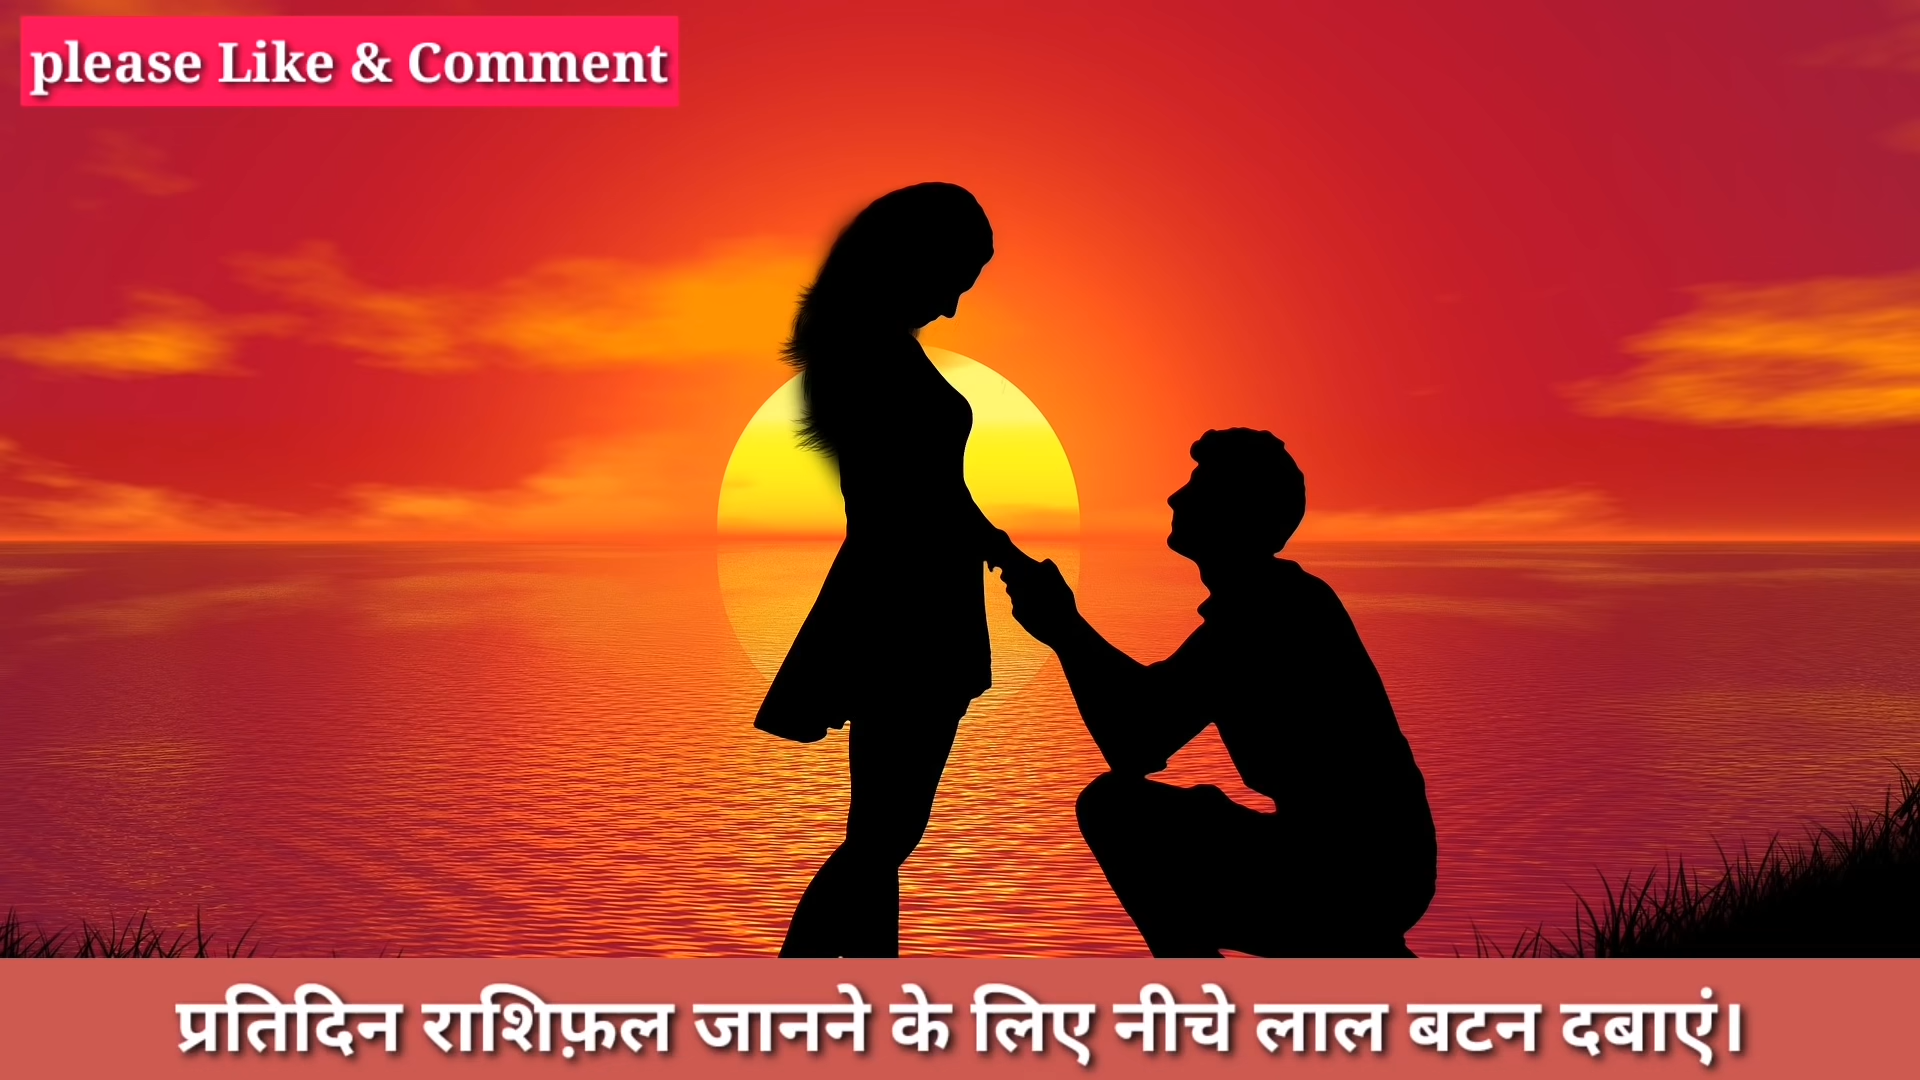 please Like & Comment
प्रतिदिन राशिफ़ल जानने के लिए नीचे लाल बटन दबाएं।